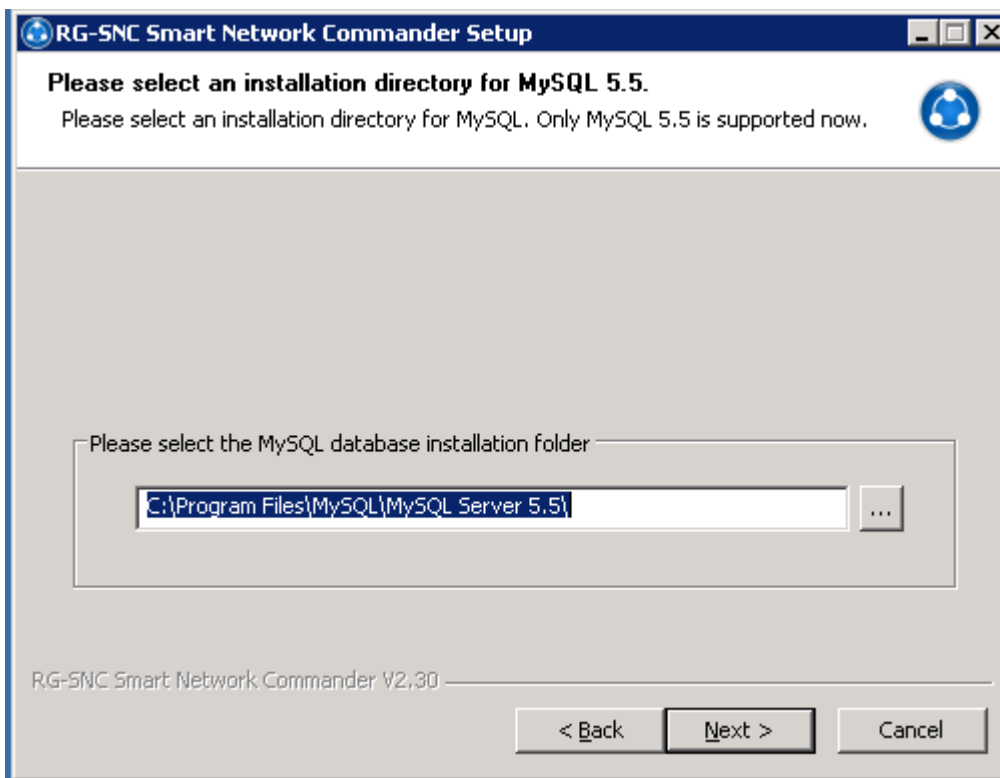 RG-SNC Smart Network Commander Setup
Please select an installation directory for MySQL 5.5.
Please select an installation directory for MySQL. Only MySQL 5.5 is supported now.
Please select the MySQL database installation folder
C:\Program Files\MySQL\MySQL Server 5.5\
...
RG-SNC Smart Network Commander V2.30
< Back
Next >
Cancel